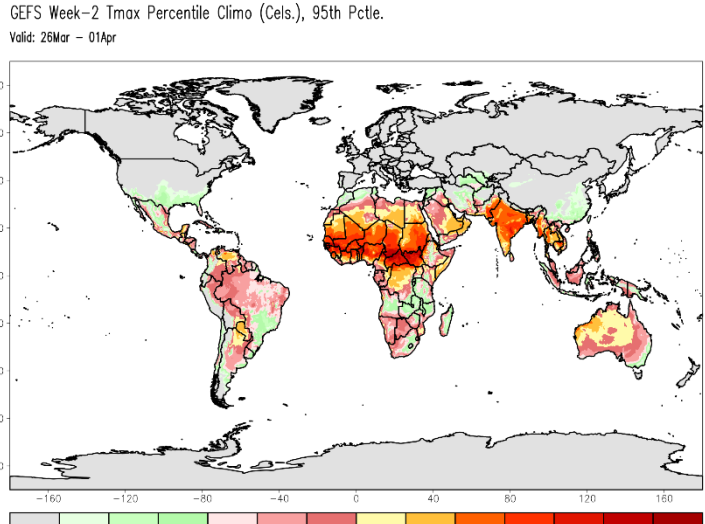 GEFS Week-2 Tmax Percentile Climo (Cels.), 95th Pctle.
Valid: 26Mar - 01Apr
-160 -120 -80 -40 0 40 80 120 160